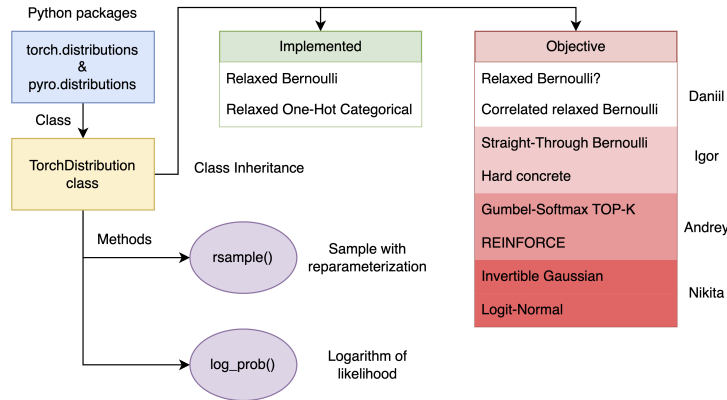 Python packages
torch.distributions
&
pyro.distributions
Class
TorchDistribution
class
Class Inheritance
Methods
rsample()
Sample with
reparameterization
log_prob()
Logarithm of
likelihood
Implemented
Relaxed Bernoulli
Relaxed One-Hot Categorical
Objective
Relaxed Bernoulli?
Correlated relaxed Bernoulli
Daniil
Straight-Through Bernoulli
Hard concrete
Igor
Gumbel-Softmax TOP-K
REINFORCE
Andrey
Invertible Gaussian
Logit-Normal
Nikita